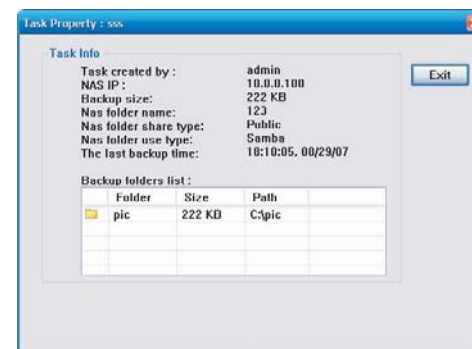 Task Property : sss
Task Info
Task created by : admin
NAS IP : 10.0.0.100
Backup size: 222 KB
Nas folder name: 123
Nas folder share type: Public
Nas folder use type: Samba
The last backup time: 18:10:05, 08/29/07
Exit
Backup folders list :
Folder Size Path
pic 222 KB C:\pic